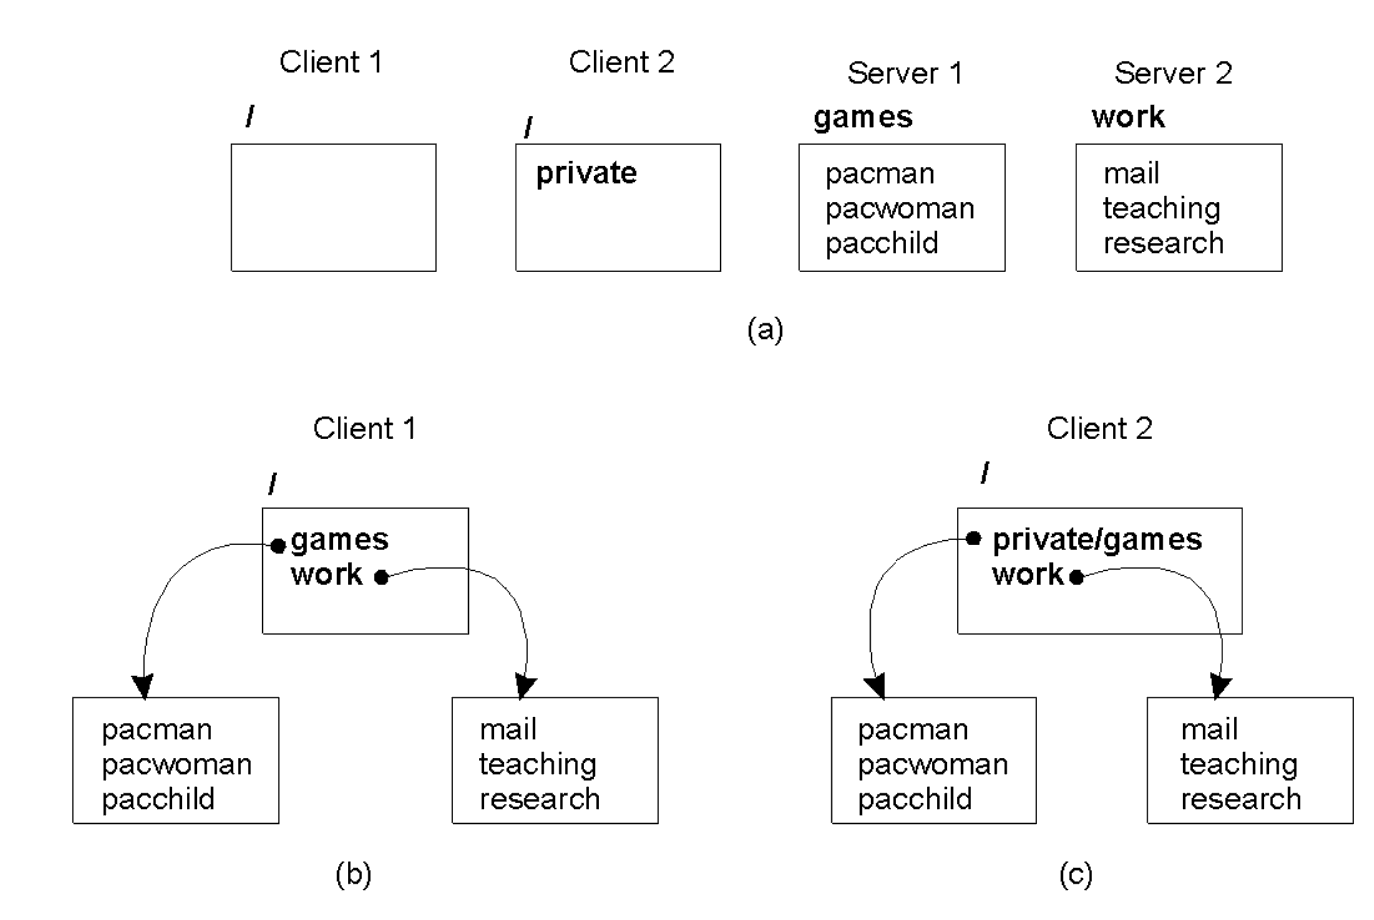 Client 1
Client 2
Server 1
Server 2
/
/
games
work
private
pacman
pacwoman
pacchild
mail
teaching
research
(a)
Client 1
/
games
work
pacman
pacwoman
pacchild
mail
teaching
research
(b)
Client 2
/
private/games
work
pacman
pacwoman
pacchild
mail
teaching
research
(c)